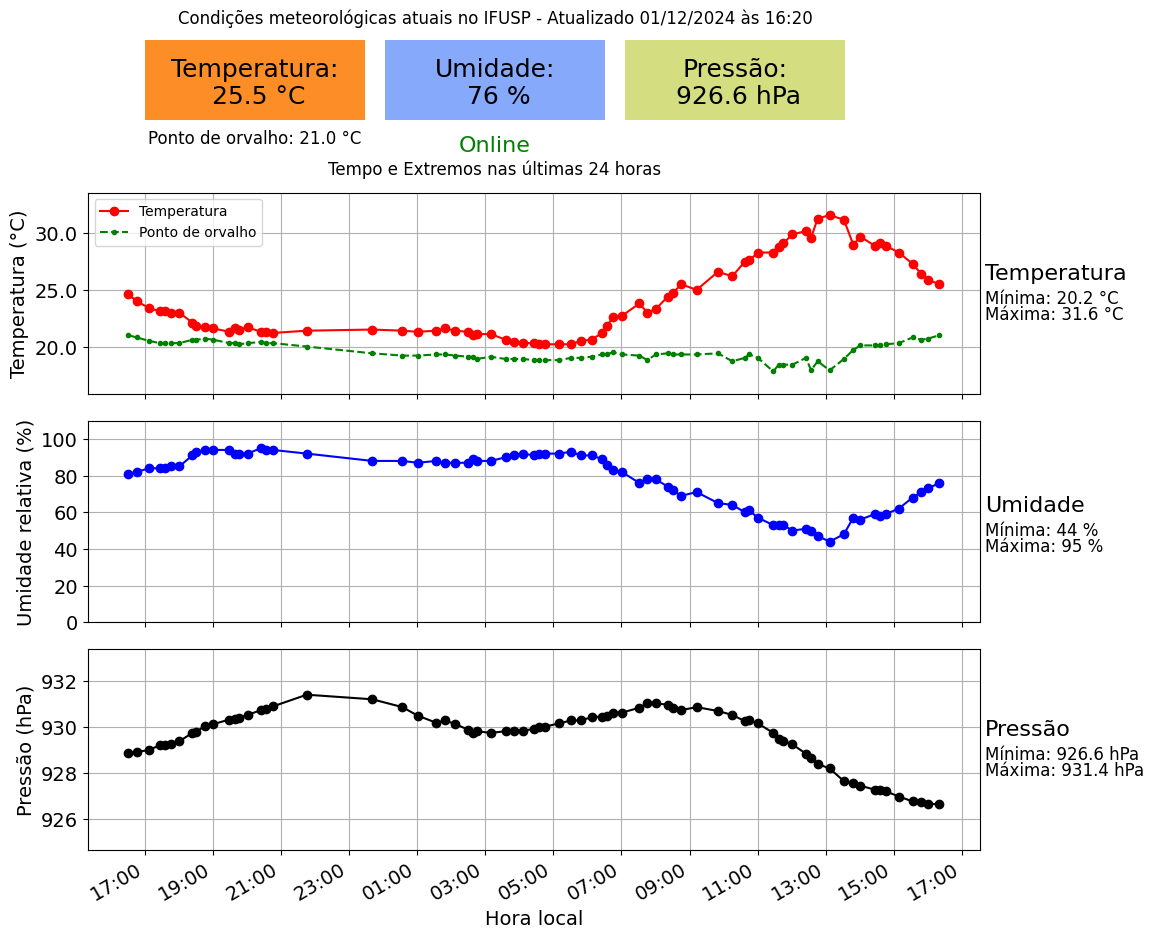 Condições meteorológicas atuais no IFUSP - Atualizado 01/12/2024 às 16:20
Temperatura:
25.5 °C
Umidade:
76 %
Pressão:
926.6 hPa
Ponto de orvalho: 21.0 °C
Online
Tempo e Extremos nas últimas 24 horas
Temperatura (°C)
30.0
25.0
20.0
Temperatura
Ponto de orvalho
Temperatura
Mínima: 20.2 °C
Máxima: 31.6 °C
Umidade relativa (%)
100
80
60
40
20
0
Umidade
Mínima: 44 %
Máxima: 95 %
Pressão (hPa)
932
930
928
926
Pressão
Mínima: 926.6 hPa
Máxima: 931.4 hPa
17:00 19:00 21:00 23:00 01:00 03:00 05:00 07:00 09:00 11:00 13:00 15:00 17:00
Hora local